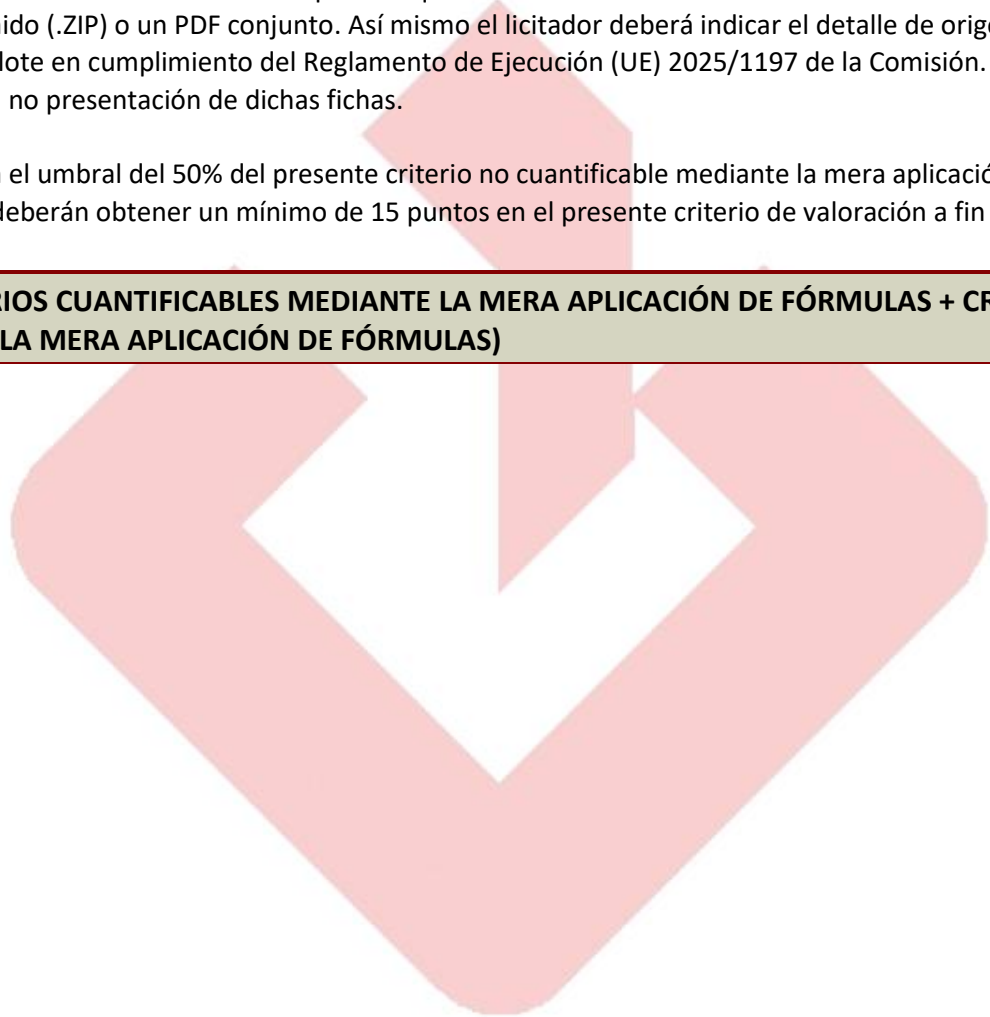 ido (.ZIP) o un PDF conjunto. Así mismo el licitador deberá indicar el detalle de orig
lote en cumplimiento del Reglamento de Ejecución (UE) 2025/1197 de la Comisión.
no presentación de dichas fichas.
el umbral del 50% del presente criterio no cuantificable mediante la mera aplicació
deberán obtener un mínimo de 15 puntos en el presente criterio de valoración a fin
RIOS CUANTIFICABLES MEDIANTE LA MERA APLICACIÓN DE FÓRMULAS + CR
LA MERA APLICACIÓN DE FÓRMULAS)